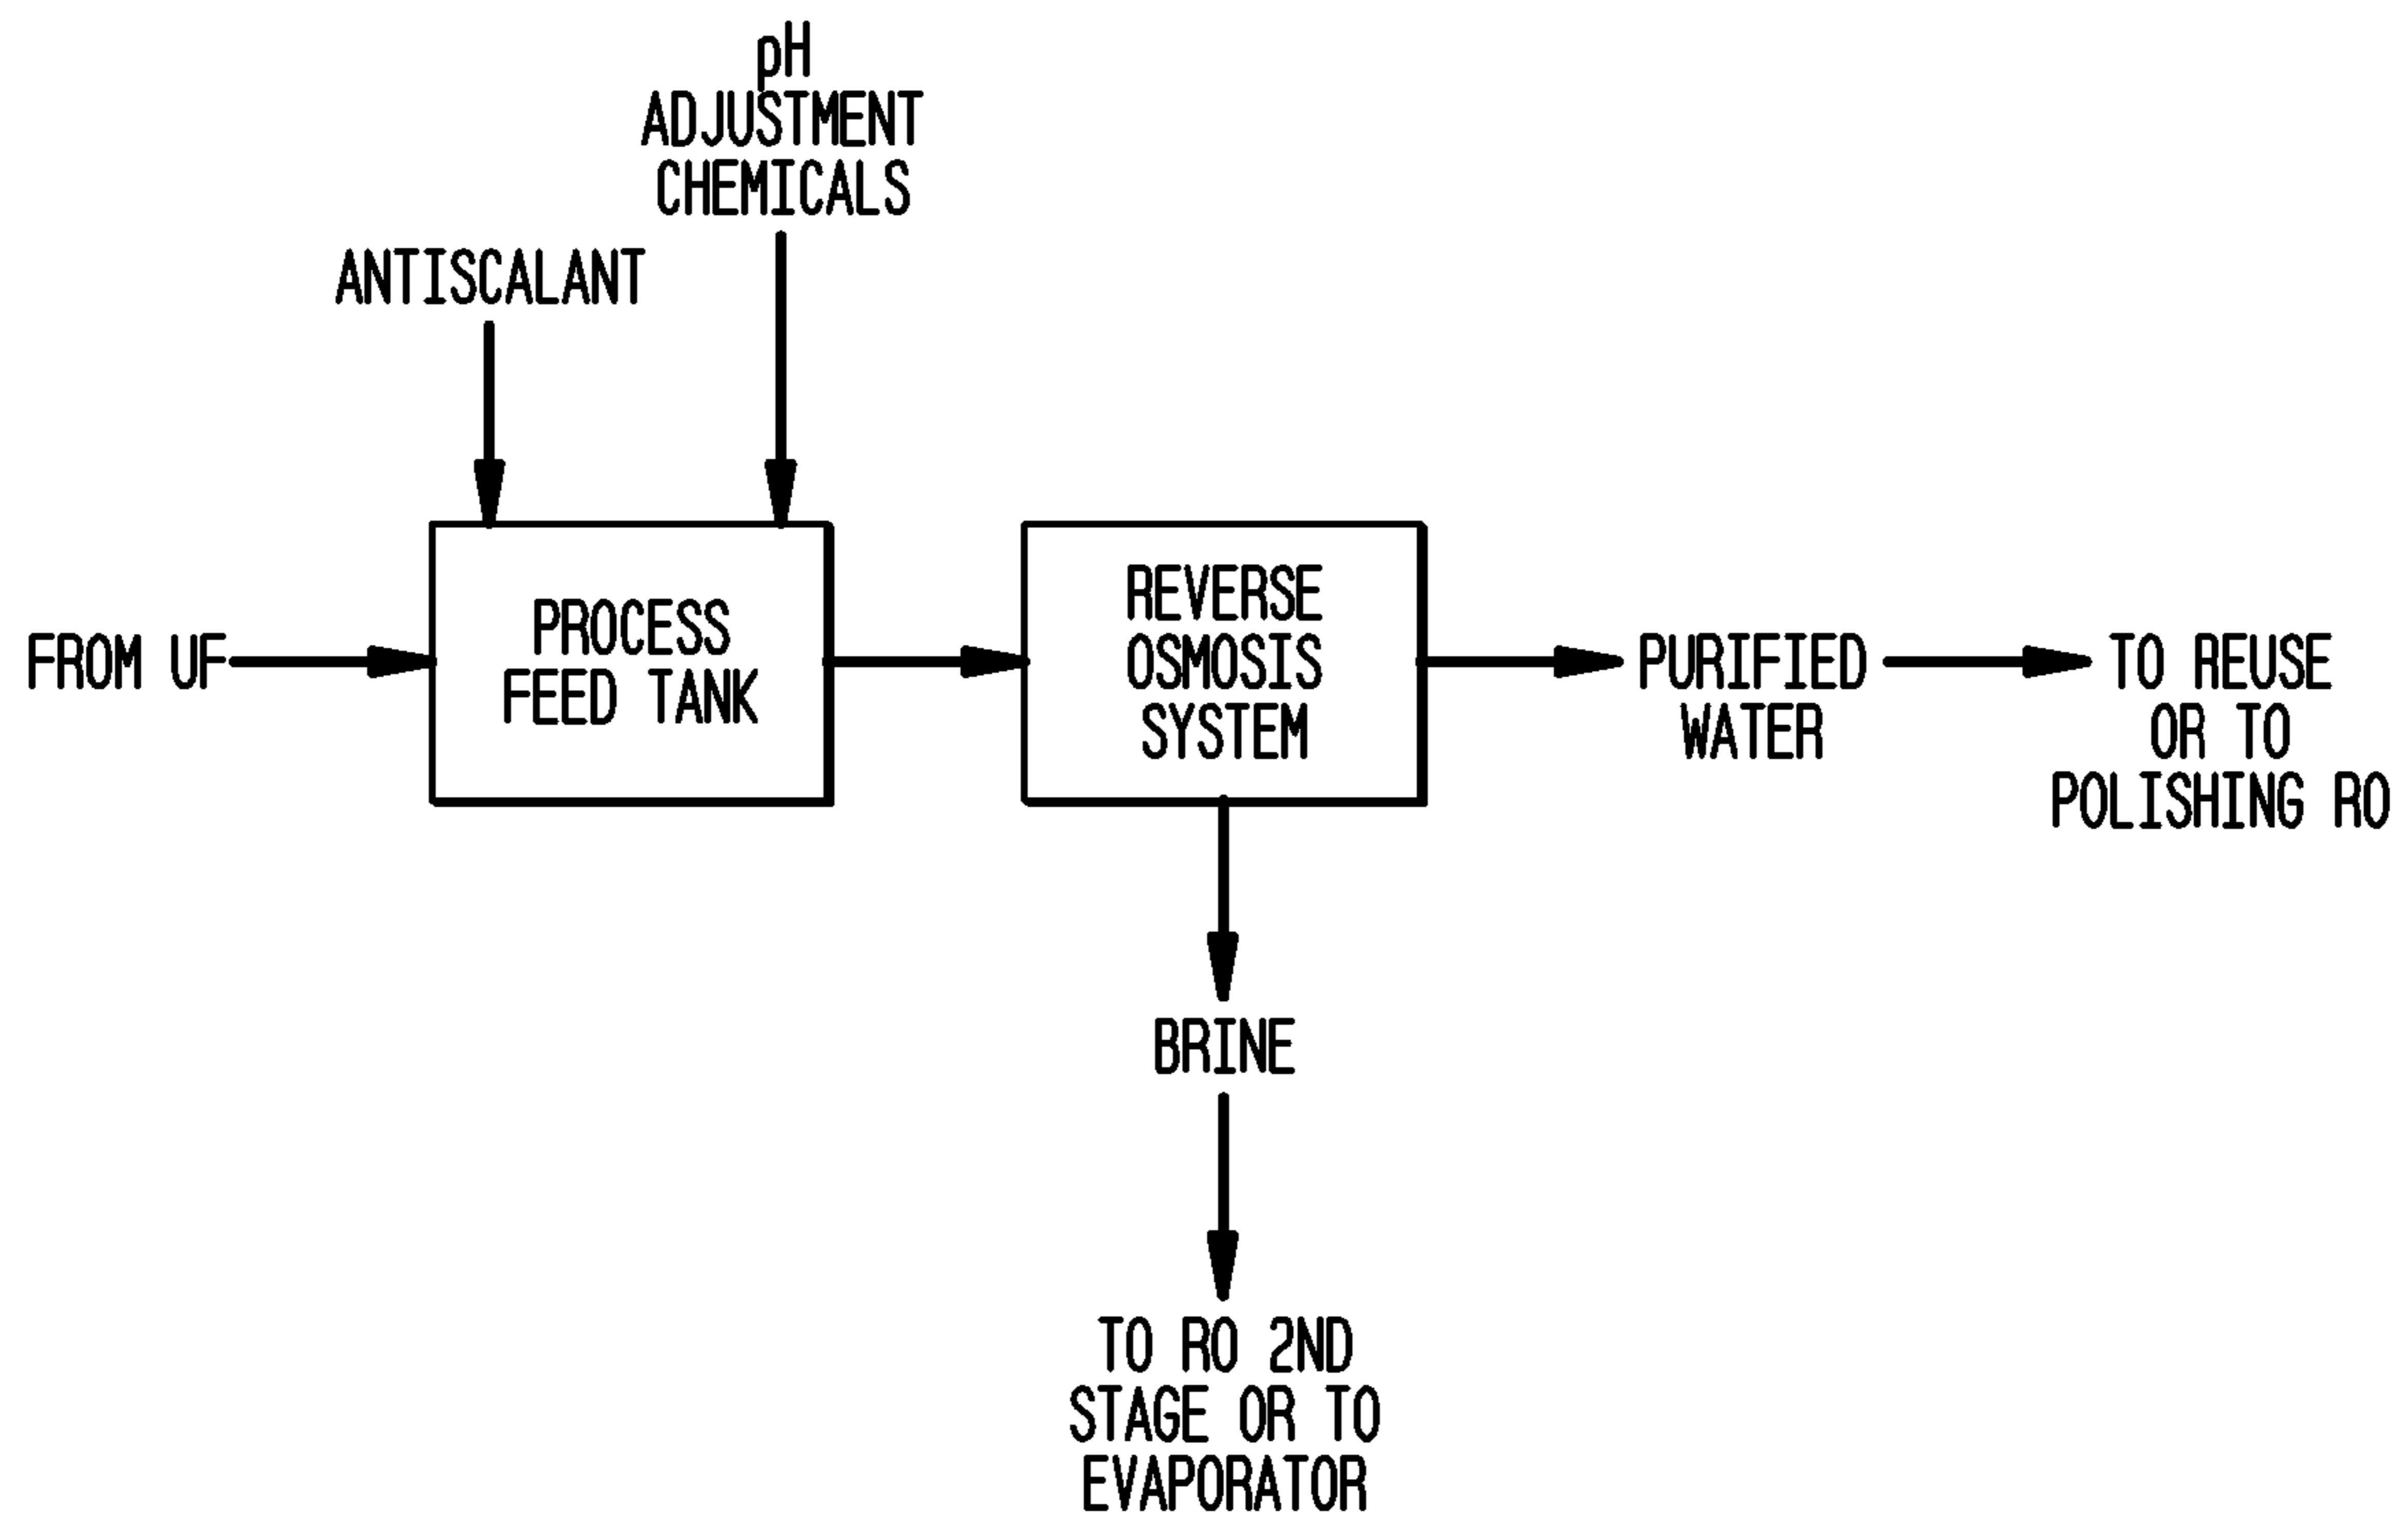 pH
ADJUSTMENT
CHEMICALS
ANTISCALANT
FROM UF
PROCESS
FEED TANK
REVERSE
OSMOSIS
SYSTEM
PURIFIED
WATER
TO REUSE
OR TO
POLISHING RO
BRINE
TO RO 2ND
STAGE OR TO
EVAPORATOR